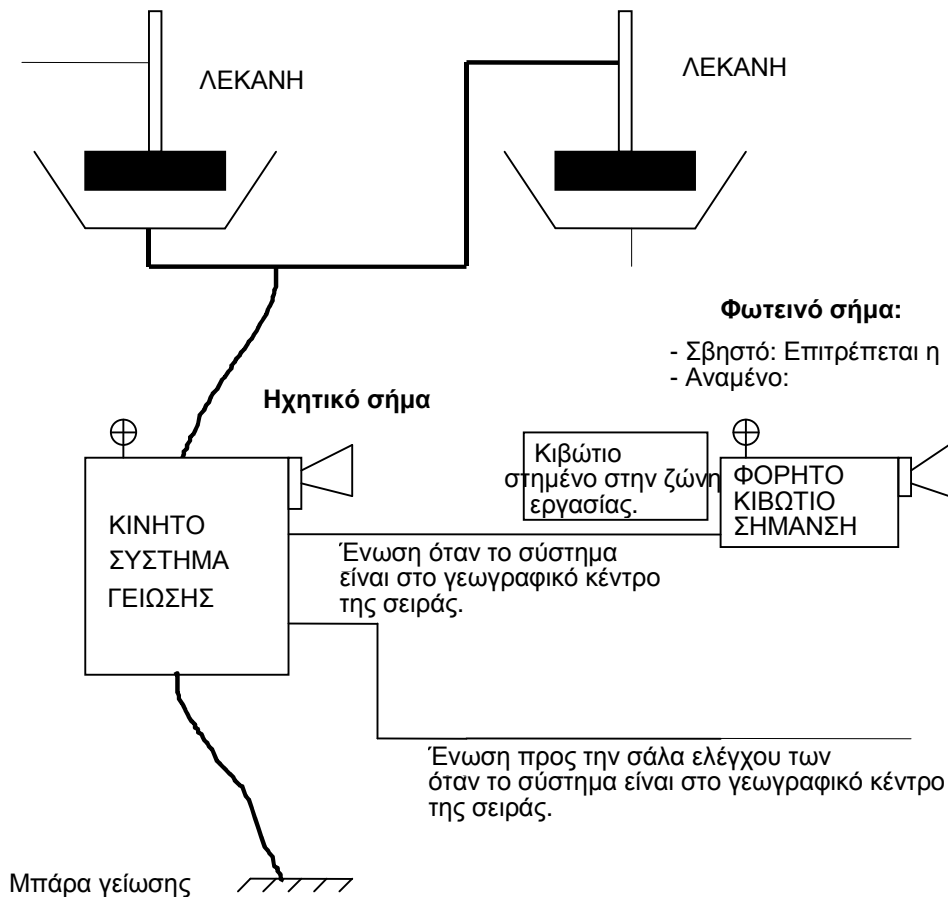 ΛΕΚΑΝΗ
ΛΕΚΑΝΗ
Φωτεινό σήμα:
- Σβηστό: Επιτρέπεται η
- Αναμένο:
Ηχητικό σήμα
Κιβώτιο
στημένο στην ζώνη
εργασίας.
ΦΟΡΗΤΟ
ΚΙΒΩΤΙΟ
ΣΗΜΑΝΣΗ
ΚΙΝΗΤΟ
ΣΥΣΤΗΜΑ
ΓΕΙΩΣΗΣ
Ένωση όταν το σύστημα
είναι στο γεωγραφικό κέντρο
της σειράς.
Ένωση προς την σάλα ελέγχου των
όταν το σύστημα είναι στο γεωγραφικό κέντρο
της σειράς.
Μπάρα γείωσης